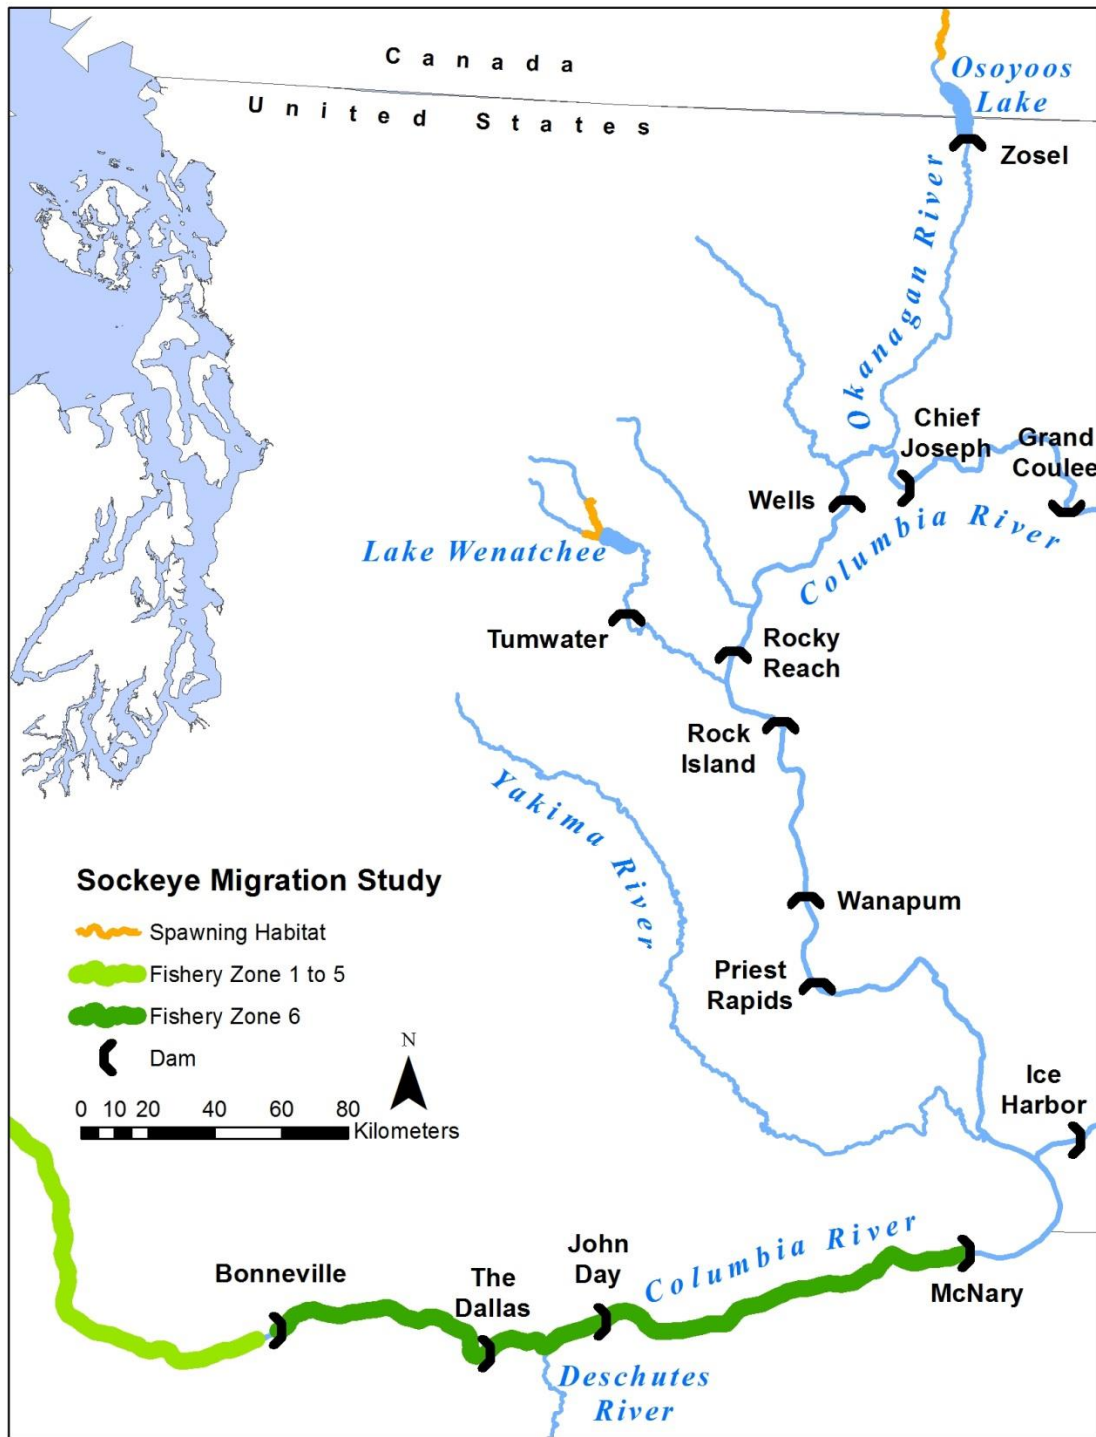 Canada
United States
Osoyoos
Lake
Zosel
Okanagan River
Chief
Joseph
Grand
Coulee
Wells
Columbia River
Lake Wenatchee
Tumwater
Rocky
Reach
Rock
Island
Yakima River
Wanapum
Priest
Rapids
Sockeye Migration Study
Spawning Habitat
Fishery Zone 1 to 5
Fishery Zone 6
Dam
N
0 10 20 40 60 80
Kilometers
Ice
Harbor
Columbia River
McNary
John
Day
The
Dallas
Bonneville
Deschutes
River